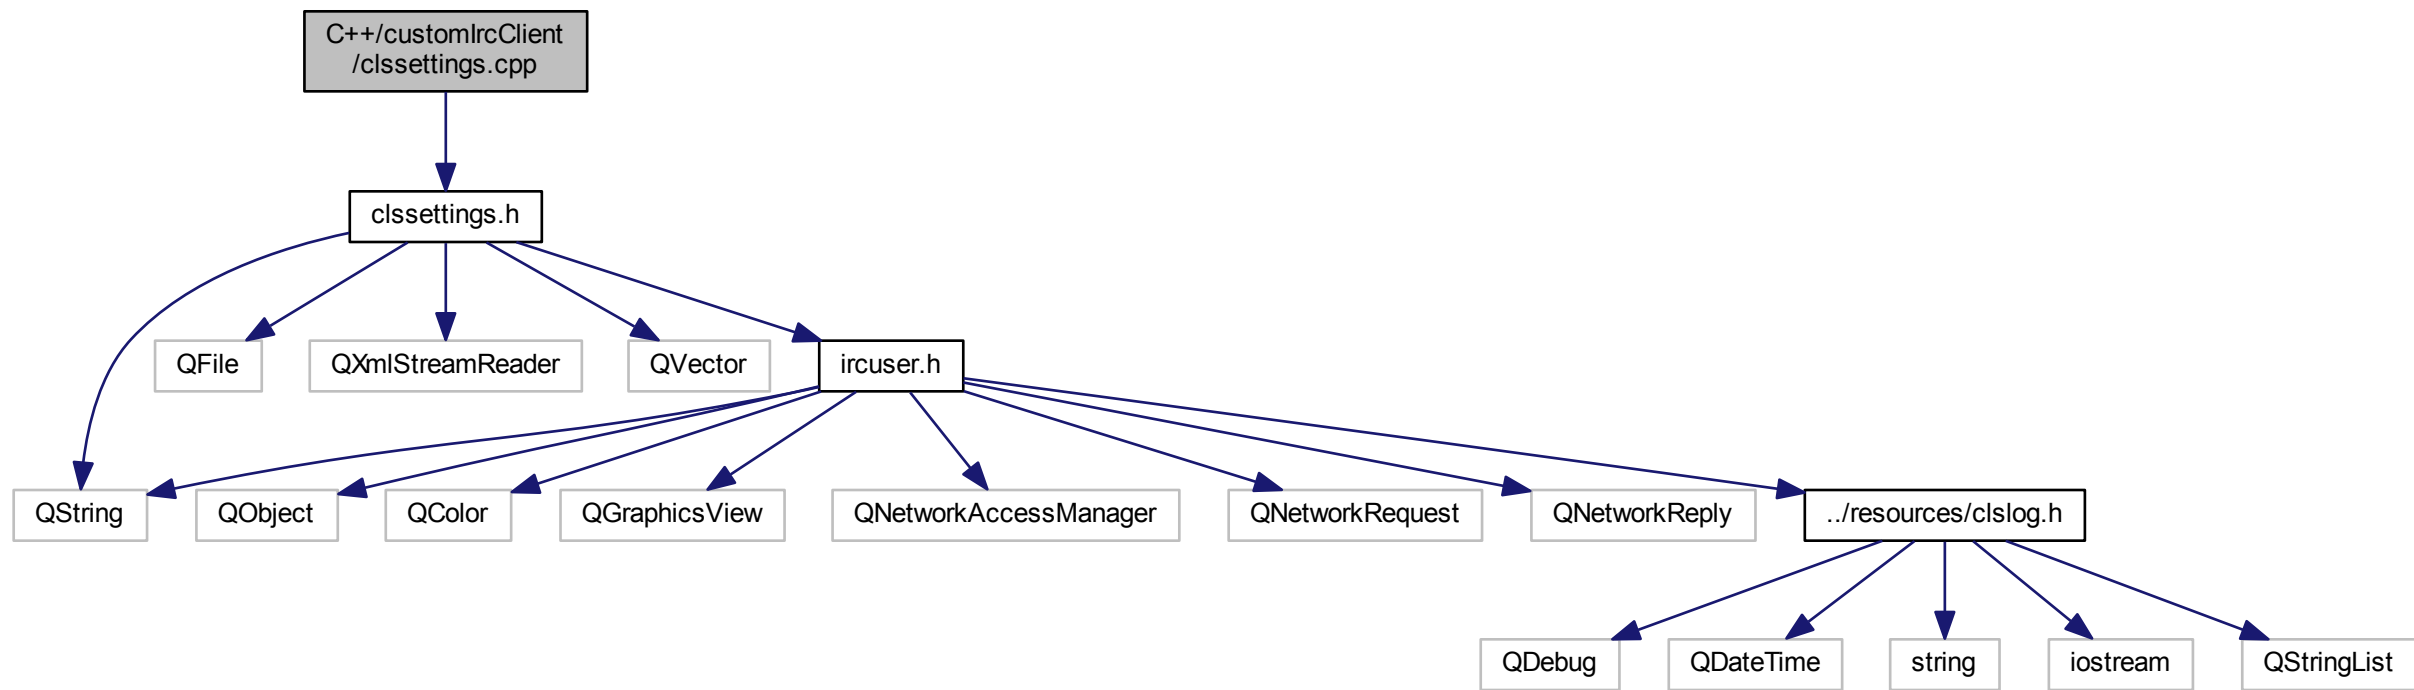 C++/customIrcClient
/clssettings.cpp
clssettings.h
QFile
QXmlStreamReader
QVector
ircuser.h
QString
QObject
QColor
QGraphicsView
QNetworkAccessManager
QNetworkRequest
QNetworkReply
../resources/clslog.h
QDebug
QDateTime
string
iostream
QStringList